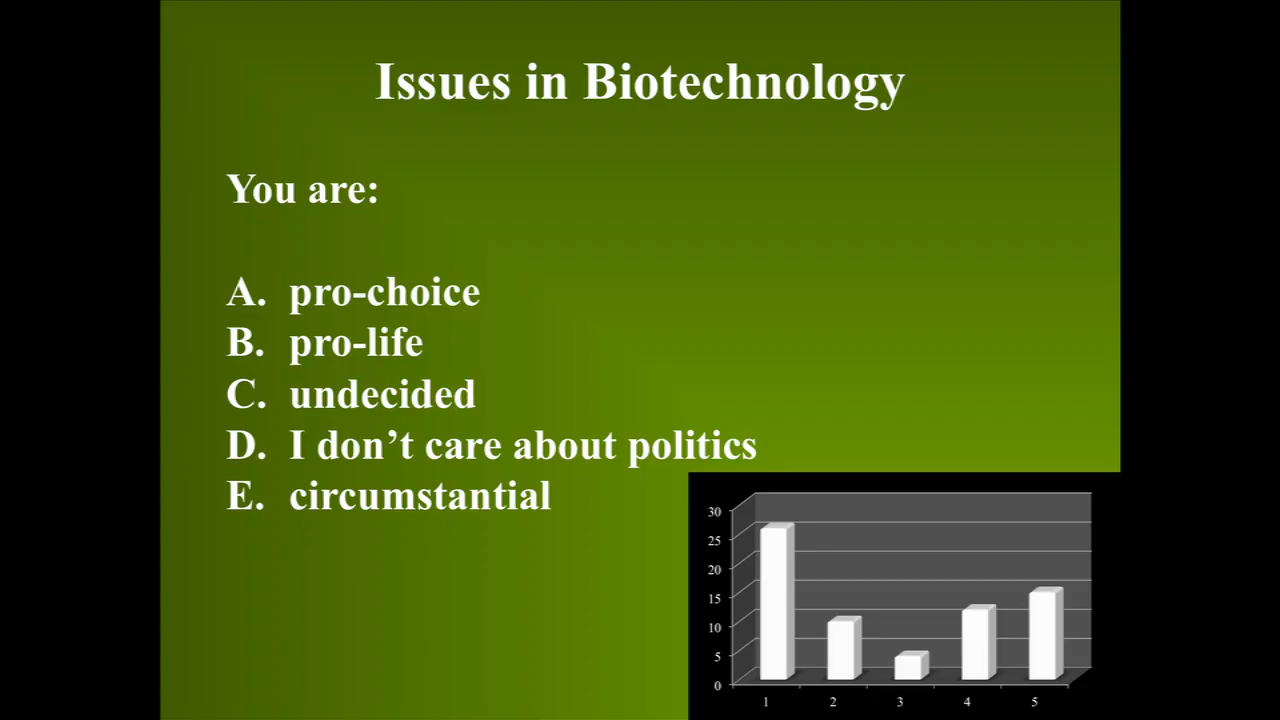 Issues in Biotechnology
You are:
A. pro-choice
B. pro-life
C. undecided
D. I don’t care about politics
E. circumstantial
30
25
20
15
10
5
0
1 2 3 4 5